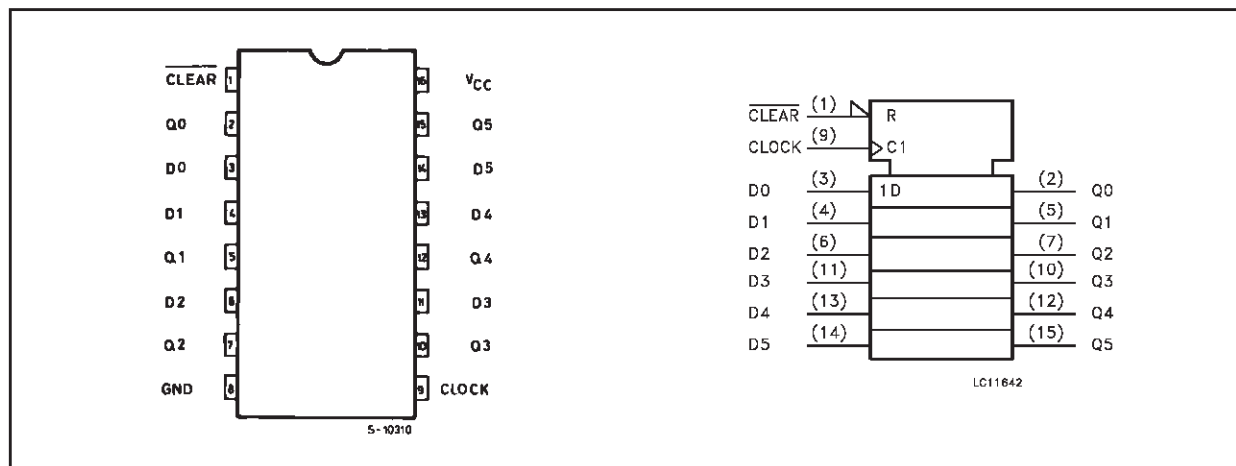 CLEAR 1 16 VCC
Q0 2 15 Q5
D0 3 14 D5
D1 4 13 D4
Q1 5 12 Q4
D2 6 11 D3
Q2 7 10 Q3
GND 8 9 CLOCK
S-10310
CLEAR (1) R
CLOCK (9) C1
D0 (3) 1D (2) Q0
D1 (4) (5) Q1
D2 (6) (7) Q2
D3 (11) (10) Q3
D4 (13) (12) Q4
D5 (14) (15) Q5
LC11642